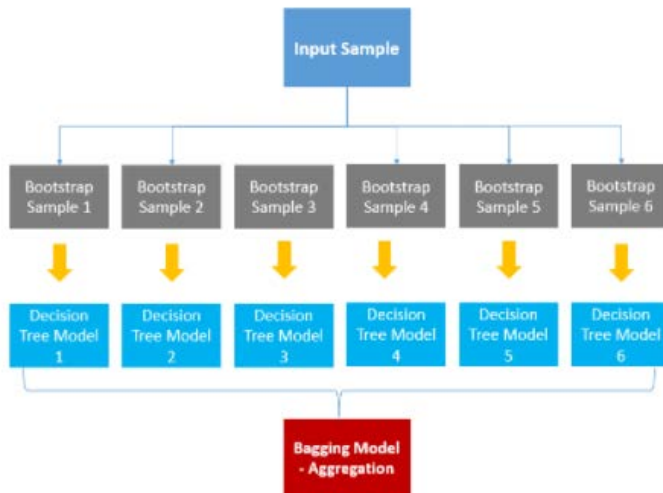 Input Sample
Bootstrap
Sample 1
Bootstrap
Sample 2
Bootstrap
Sample 3
Bootstrap
Sample 4
Bootstrap
Sample 5
Bootstrap
Sample 6
Decision
Tree Model
1
Decision
Tree Model
2
Decision
Tree Model
3
Decision
Tree Model
4
Decision
Tree Model
5
Decision
Tree Model
6
Bagging Model
- Aggregation